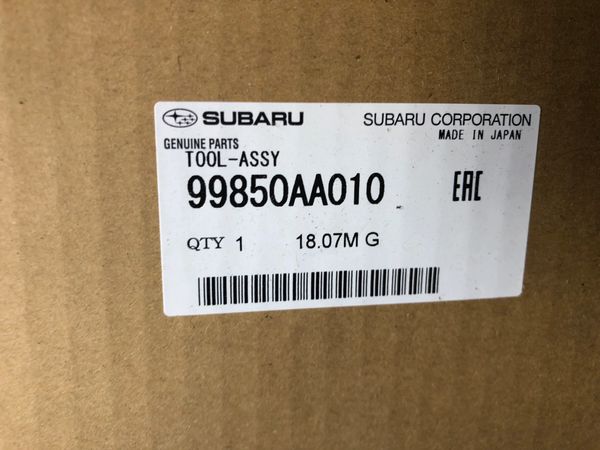 SUBARU SUBARU CORPORATION
MADE IN JAPAN
GENUINE PARTS
TOOL-ASSY
99850AA010 EAC
QTY 1 18.07M G